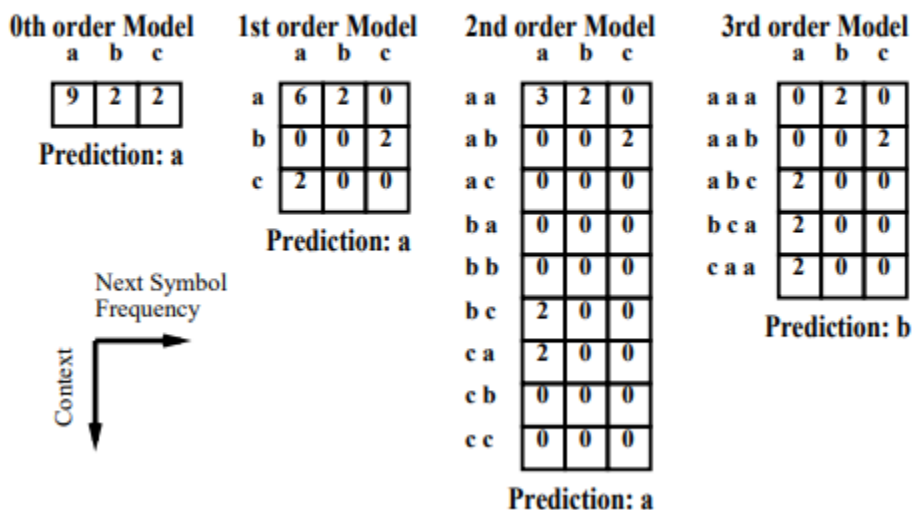 0th order Model
a b c
9 2 2
Prediction: a
1st order Model
a b c
a 6 2 0
b 0 0 2
c 2 0 0
Prediction: a
Next Symbol
Frequency
Context
2nd order Model
a b c
a a 3 2 0
a b 0 0 2
a c 0 0 0
b a 0 0 0
b b 0 0 0
b c 2 0 0
c a 2 0 0
c b 0 0 0
c c 0 0 0
Prediction: a
3rd order Model
a b c
a a a 0 2 0
a a b 0 0 2
a b c 2 0 0
b c a 2 0 0
c a a 2 0 0
Prediction: b